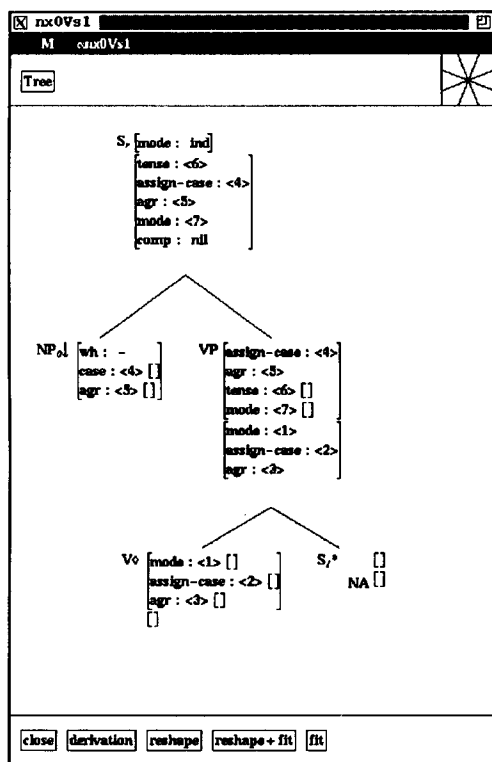 nx0Vs1
M αnx0Vs1
Tree
Sr [mode : ind]
tense : <6>
assign-case : <4>
agr : <5>
mode : <7>
comp : nil
NP0↓ wh : -
case : <4> []
agr : <5> []
VP assign-case : <4>
agr : <5>
tense : <6> []
mode : <7> []
mode : <1>
assign-case : <2>
agr : <3>
V◊ mode : <1> []
assign-case : <2> []
agr : <3> []
[]
S * []
NA []
close derivation reshape reshape + fit fit